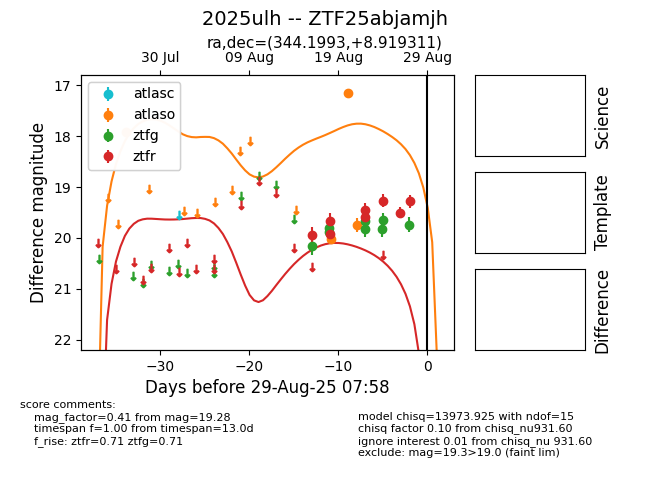 2025ulh -- ZTF25abjamjh
ra,dec=(344.1993,+8.919311)
30 Jul 09 Aug 19 Aug 29 Aug
17
18
19
20
21
22
Difference magnitude
atlasc
atlaso
ztfg
ztfr
−30 −20 −10 0
Days before 29-Aug-25 07:58
Science
Template
Difference
score comments:
mag_factor=0.41 from mag=19.28
timespan f=1.00 from timespan=13.0d
f_rise: ztfr=0.71 ztfg=0.71
model chisq=13973.925 with ndof=15
chisq factor 0.10 from chisq_nu931.60
ignore interest 0.01 from chisq_nu 931.60
exclude: mag=19.3>19.0 (faint lim)